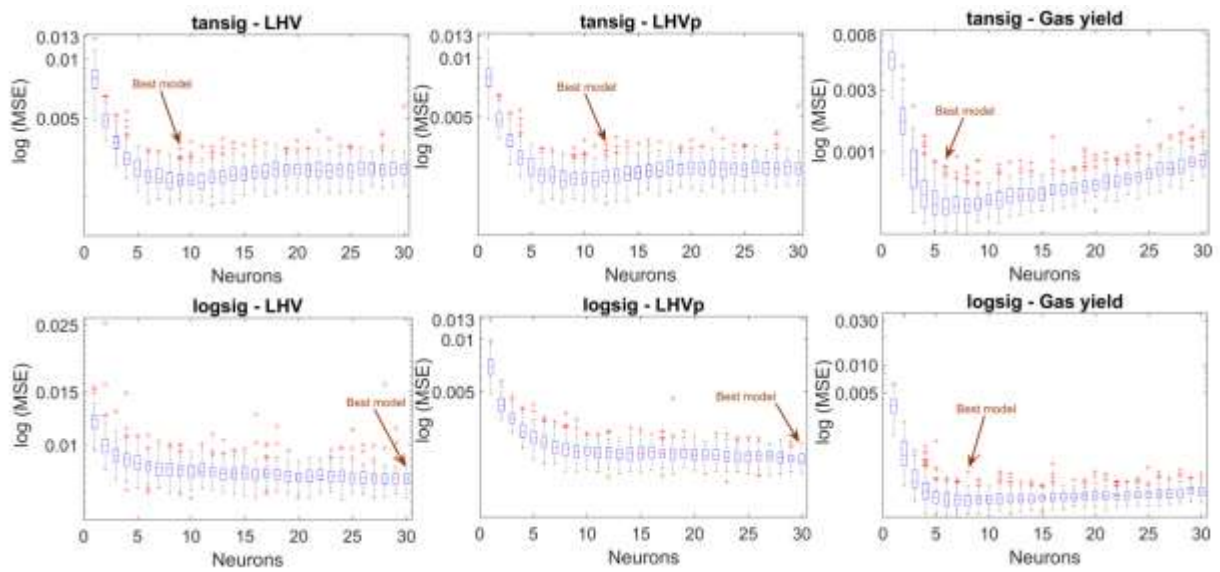 tansig - LHV
log (MSE)
0.013
0.01
0.005
Best model
0 5 10 15 20 25 30
Neurons
tansig - LHVp
log (MSE)
0.013
0.01
0.005
Best model
0 5 10 15 20 25 30
Neurons
tansig - Gas yield
log (MSE)
0.008
0.003
0.001
Best model
0 5 10 15 20 25 30
Neurons
logsig - LHV
log (MSE)
0.025
0.015
0.01
Best model
0 5 10 15 20 25 30
Neurons
logsig - LHVp
log (MSE)
0.013
0.01
0.005
Best model
0 5 10 15 20 25 30
Neurons
logsig - Gas yield
log (MSE)
0.030
0.010
0.005
Best model
0 5 10 15 20 25 30
Neurons